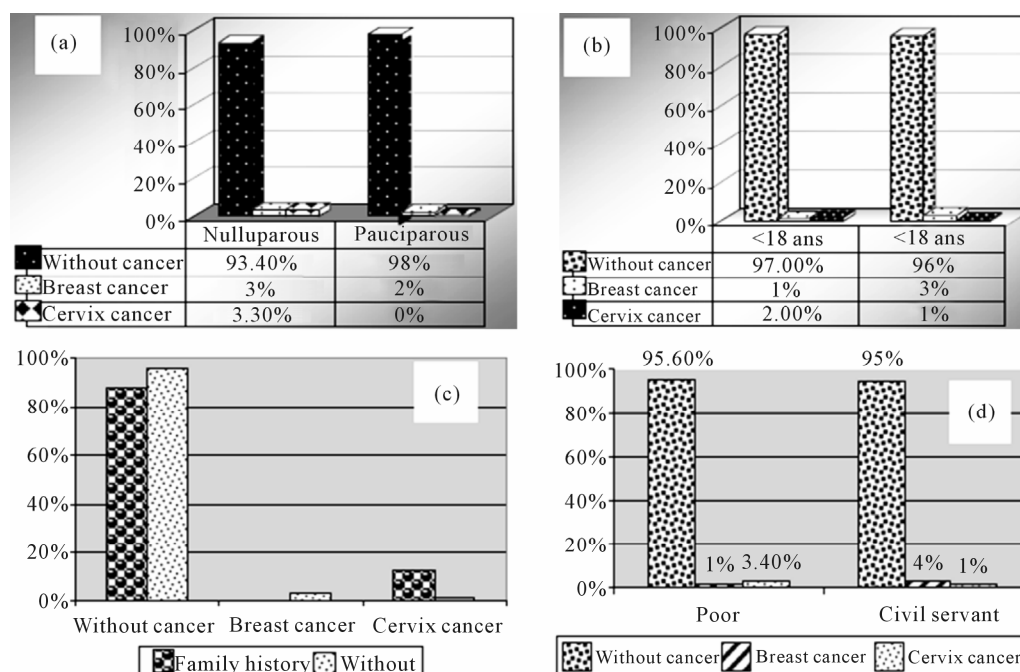 (a)
100%
80%
60%
40%
20%
0%
Nulluparous Pauciparous
Without cancer 93.40% 98%
Breast cancer 3% 2%
Cervix cancer 3.30% 0%
(b)
100%
80%
60%
40%
20%
0%
<18 ans <18 ans
Without cancer 97.00% 96%
Breast cancer 1% 3%
Cervix cancer 2.00% 1%
(c)
100%
80%
60%
40%
20%
0%
Without cancer Breast cancer Cervix cancer
Family history Without
(d)
95.60% 95%
100%
80%
60%
40%
20%
0%
1% 3.40% 4% 1%
Poor Civil servant
Without cancer Breast cancer Cervix cancer